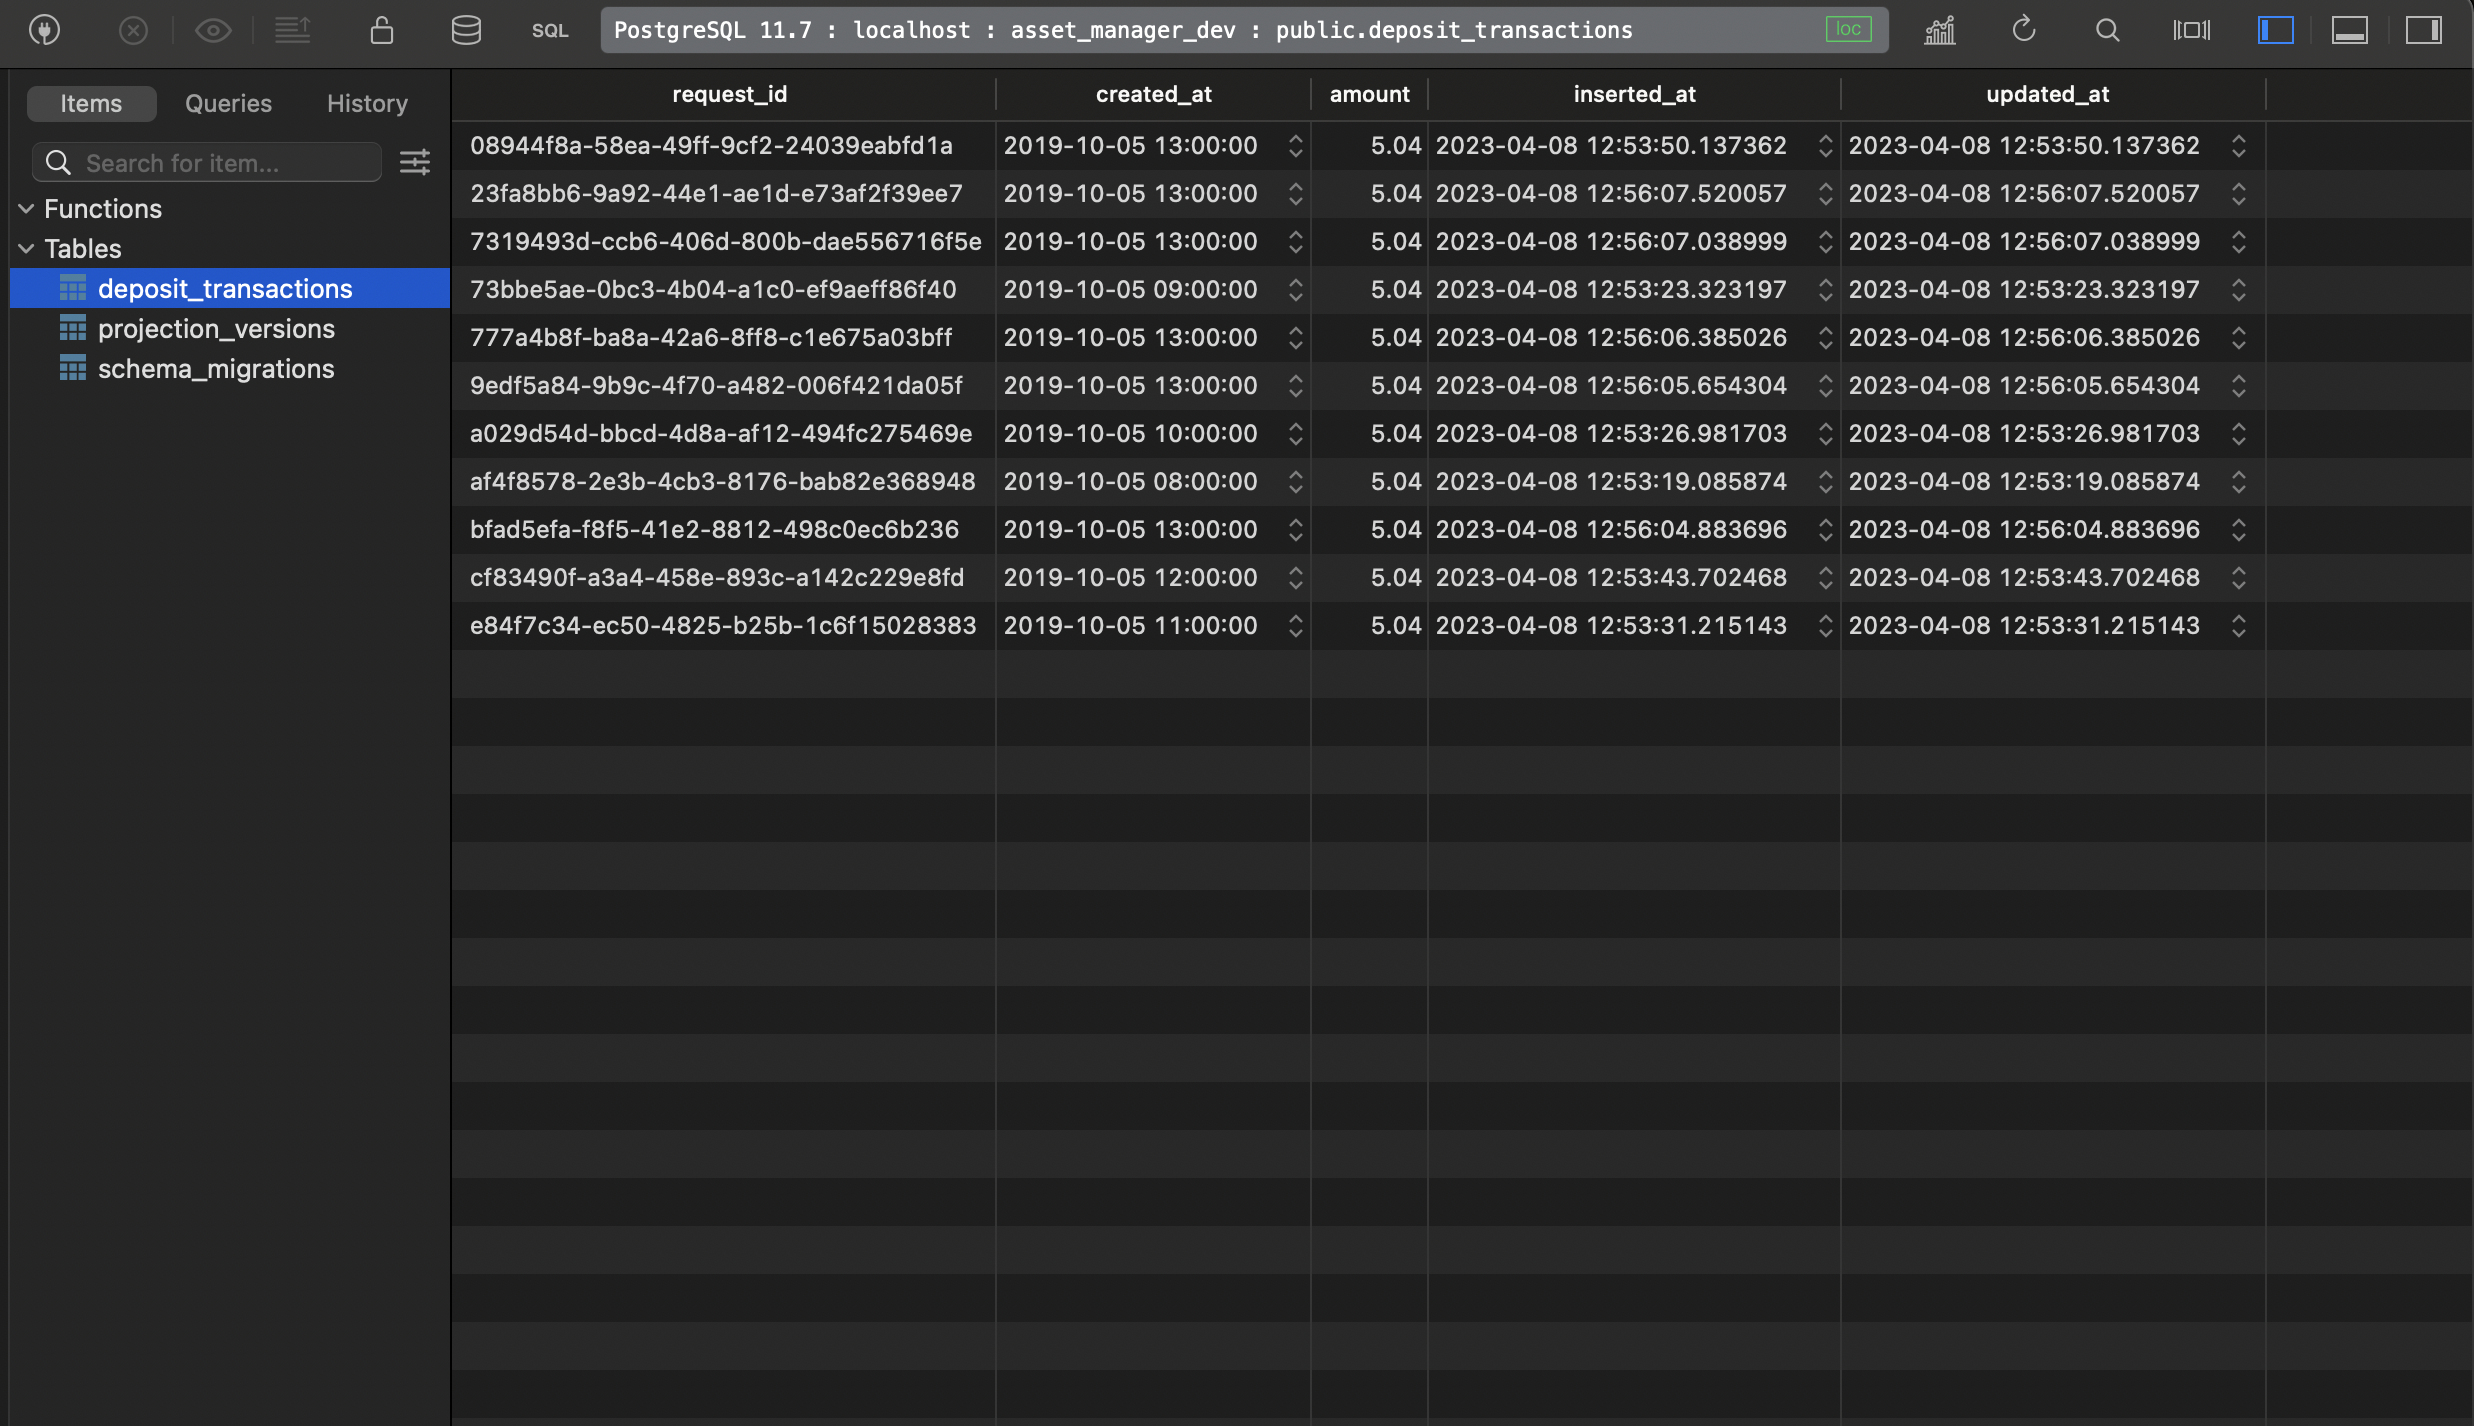 SQL PostgreSQL 11.7 : localhost : asset_manager_dev : public.deposit_transactions loc
Items Queries History
Search for item...
Functions
Tables
deposit_transactions
projection_versions
schema_migrations
request_id created_at amount inserted_at updated_at
08944f8a-58ea-49ff-9cf2-24039eabfd1a 2019-10-05 13:00:00 5.04 2023-04-08 12:53:50.137362 2023-04-08 12:53:50.137362
23fa8bb6-9a92-44e1-ae1d-e73af2f39ee7 2019-10-05 13:00:00 5.04 2023-04-08 12:56:07.520057 2023-04-08 12:56:07.520057
7319493d-ccb6-406d-800b-dae556716f5e 2019-10-05 13:00:00 5.04 2023-04-08 12:56:07.038999 2023-04-08 12:56:07.038999
73bbe5ae-0bc3-4b04-a1c0-ef9aeff86f40 2019-10-05 09:00:00 5.04 2023-04-08 12:53:23.323197 2023-04-08 12:53:23.323197
777a4b8f-ba8a-42a6-8ff8-c1e675a03bff 2019-10-05 13:00:00 5.04 2023-04-08 12:56:06.385026 2023-04-08 12:56:06.385026
9edf5a84-9b9c-4f70-a482-006f421da05f 2019-10-05 13:00:00 5.04 2023-04-08 12:56:05.654304 2023-04-08 12:56:05.654304
a029d54d-bbcd-4d8a-af12-494fc275469e 2019-10-05 10:00:00 5.04 2023-04-08 12:53:26.981703 2023-04-08 12:53:26.981703
af4f8578-2e3b-4cb3-8176-bab82e368948 2019-10-05 08:00:00 5.04 2023-04-08 12:53:19.085874 2023-04-08 12:53:19.085874
bfad5efa-f8f5-41e2-8812-498c0ec6b236 2019-10-05 13:00:00 5.04 2023-04-08 12:56:04.883696 2023-04-08 12:56:04.883696
cf83490f-a3a4-458e-893c-a142c229e8fd 2019-10-05 12:00:00 5.04 2023-04-08 12:53:43.702468 2023-04-08 12:53:43.702468
e84f7c34-ec50-4825-b25b-1c6f15028383 2019-10-05 11:00:00 5.04 2023-04-08 12:53:31.215143 2023-04-08 12:53:31.215143